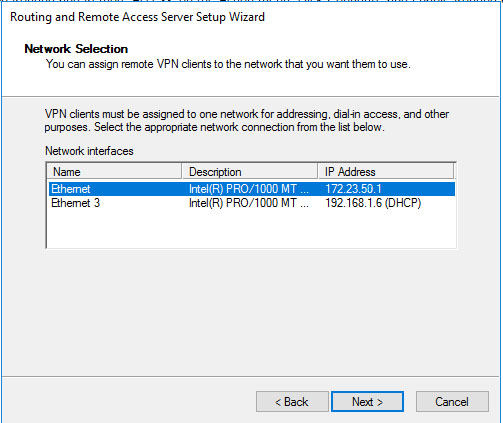 Routing and Remote Access Server Setup Wizard
Network Selection
You can assign remote VPN clients to the network that you want them to use.
VPN clients must be assigned to one network for addressing, dial-in access, and other
purposes. Select the appropriate network connection from the list below.
Network interfaces
Name Description IP Address
Ethernet Intel(R) PRO/1000 MT ... 172.23.50.1
Ethernet 3 Intel(R) PRO/1000 MT ... 192.168.1.6 (DHCP)
< Back Next > Cancel